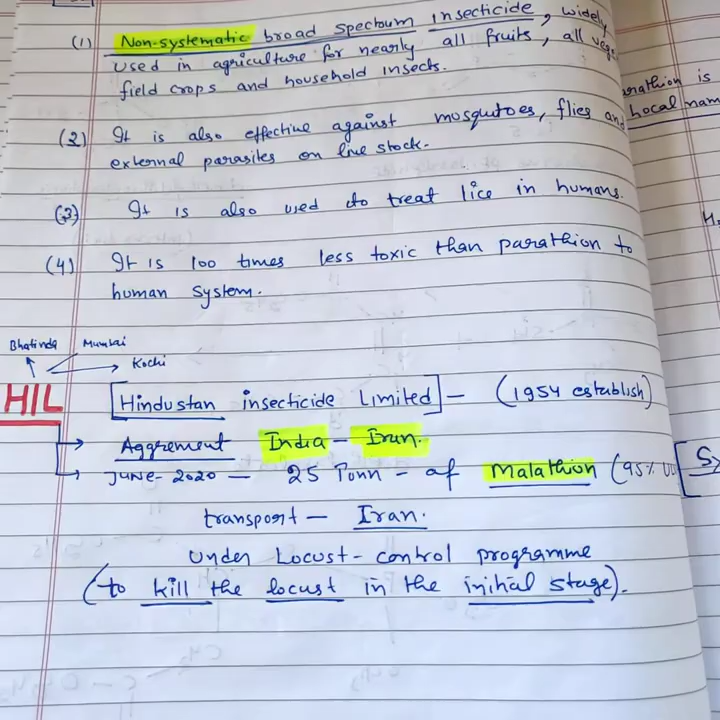 (1) Non-systematic broad spectrum insecticide, widely
used in agriculture for nearly all fruits, all vege
field crops and household insects.
(2) It is also effective against mosquitoes, flies and
external parasites on live stock.
(3) It is also used to treat lice in humans.
(4) It is 100 times less toxic than parathion to
human system.
Bhatinda Mumbai
Kochi
HIL [Hindustan insecticide Limited] – (1954 establish)
Aggrement India – Iran.
JUNE- 2020 – 25 Tonn – of Malathion (95%
transport – Iran.
under Locust-control programme
(to kill the locust in the initial stage).
is
Local nam